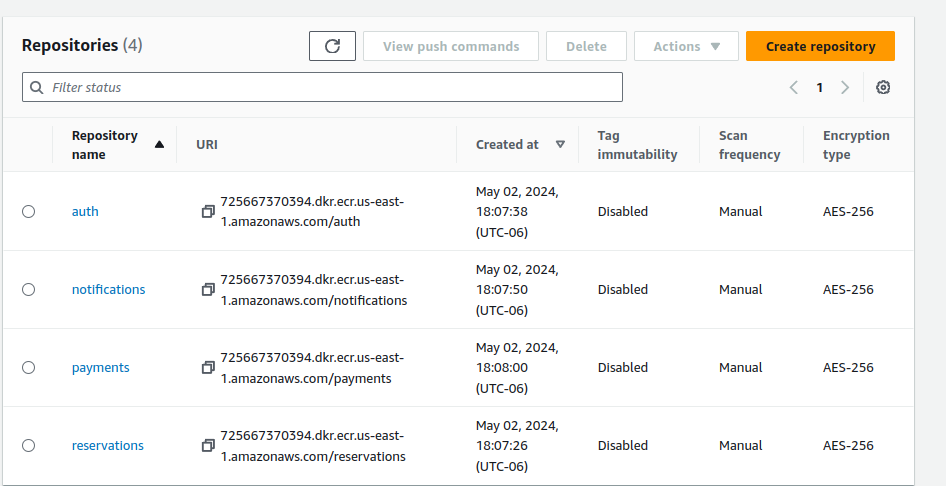 Repositories (4)
View push commands
Delete
Actions
Create repository
Filter status
1
Repository name
URI
Created at
Tag immutability
Scan frequency
Encryption type
auth
725667370394.dkr.ecr.us-east-
1.amazonaws.com/auth
May 02, 2024,
18:07:38
(UTC-06)
Disabled
Manual
AES-256
notifications
725667370394.dkr.ecr.us-east-
1.amazonaws.com/notifications
May 02, 2024,
18:07:50
(UTC-06)
Disabled
Manual
AES-256
payments
725667370394.dkr.ecr.us-east-
1.amazonaws.com/payments
May 02, 2024,
18:08:00
(UTC-06)
Disabled
Manual
AES-256
reservations
725667370394.dkr.ecr.us-east-
1.amazonaws.com/reservations
May 02, 2024,
18:07:26
(UTC-06)
Disabled
Manual
AES-256